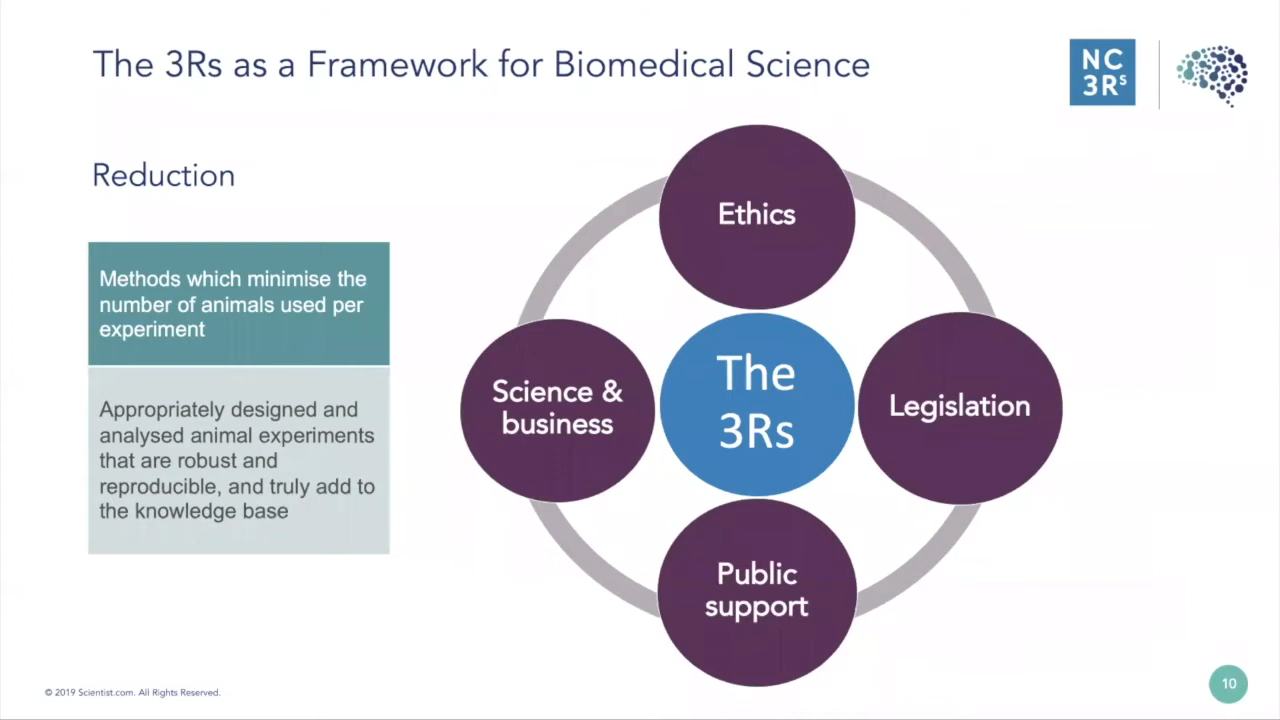 The 3Rs as a Framework for Biomedical Science
NC
3Rs
Reduction
Methods which minimise the
number of animals used per
experiment
Appropriately designed and
analysed animal experiments
that are robust and
reproducible, and truly add to
the knowledge base
Ethics
Science &
business
The
3Rs
Legislation
Public
support
© 2019 Scientist.com. All Rights Reserved.
10